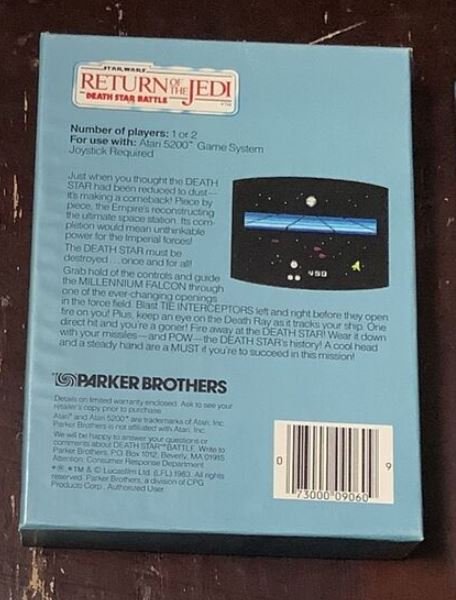 STAR WARS
RETURN OF THE JEDI
DEATH STAR BATTLE
Number of players: 1 or 2
For use with: Atari 5200™ Game System
Joystick Required
Just when you thought the DEATH
STAR had been reduced to dust—
it's making a comeback! Piece by
piece, the Empire's reconstructing
the ultimate space station. Its com-
pletion would mean unthinkable
power for the Imperial forces!
The DEATH STAR must be
destroyed...once and for all!
Grab hold of the controls and guide
the MILLENNIUM FALCON through
one of the ever-changing openings
in the force field. Blast TIE INTERCEPTORS left and right before they open
fire on you! Plus, keep an eye on the Death Ray as it tracks your ship. One
direct hit and you're a goner! Fire away at the DEATH STAR! Wear it down
with your missiles—and POW—the DEATH STAR's history! A cool head
and a steady hand are a MUST if you're to succeed in this mission!
PARKER BROTHERS
Details on limited warranty enclosed. Ask to see your
retailer's copy prior to purchase.
Atari® and Atari 5200™ are trademarks of Atari, Inc.
Parker Brothers is not affiliated with Atari, Inc.
We will be happy to answer your questions or
comments about DEATH STAR™ BATTLE. Write to:
Parker Brothers, P.O. Box 1012, Beverly, MA 01915
Attention: Consumer Response Department
TM & © Lucasfilm Ltd. (LFL) 1983. All rights
reserved. Parker Brothers, a division of CPG
Products Corp., Authorized User
0 73000 09060 9